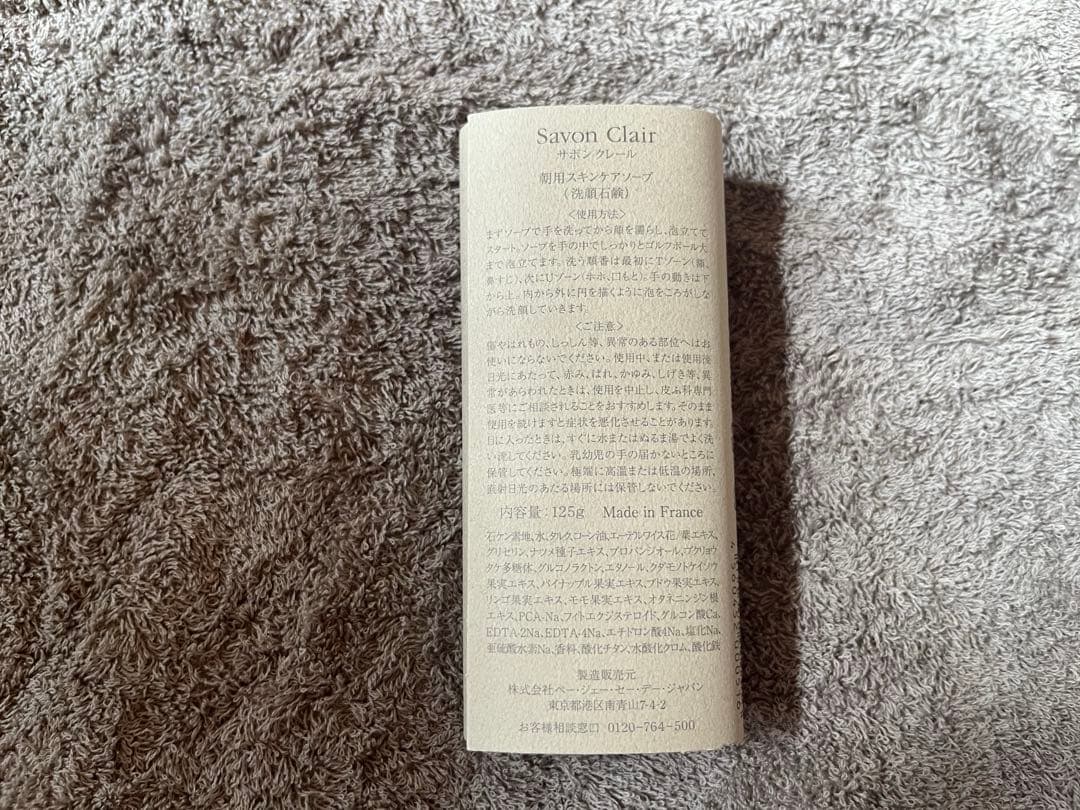 Savon Clair
サボン クレール
朝用スキンケアソープ
（洗顔石鹸）
〈使用方法〉
まずソープで手を洗ってから顔を濡らし、泡立てで
スタート。ソープを手の中でしっかりとゴルフボール大
まで泡立てます。洗う順番は最初にTゾーン（額、
鼻すじ）、次にUゾーン（ホホ、口もと）。手の動きは下
から上。内から外に円を描くように泡をころがしな
がら洗顔していきます。
〈ご注意〉
傷やはれもの、しっしん等、異常のある部位へはお
使いにならないでください。使用中、または使用後
日光にあたって、赤み、はれ、かゆみ、しげき等、異
常があらわれたときは、使用を中止し、皮ふ科専門
医等にご相談されることをおすすめします。そのまま
使用を続けますと症状を悪化させることがあります。
目に入ったときは、すぐに水またはぬるま湯でよく洗
い流してください。乳幼児の手の届かないところに
保管してください。極端に高温または低温の場所、
直射日光のあたる場所には保管しないでください。
内容量：125g Made in France
石ケン素地、水、タルク、コーン油、エーデルワイス花/葉エキス、
グリセリン、ナツメ種子エキス、プロパンジオール、ブクリョウ
タケ多糖体、グルコノラクトン、エタノール、クダモノトケイソウ
果実エキス、パイナップル果実エキス、ブドウ果実エキス、
リンゴ果実エキス、モモ果実エキス、オタネニンジン根
エキス、PCA-Na、フィトエクジステロイド、グルコン酸Ca、
EDTA-2Na、EDTA-4Na、エチドロン酸4Na、塩化Na、
亜硫酸水素Na、香料、酸化チタン、水酸化クロム、酸化鉄
製造販売元
株式会社ペー・ジェー・セー・デー・ジャパン
東京都港区南青山7-4-2
お客様相談窓口 0120-764-500